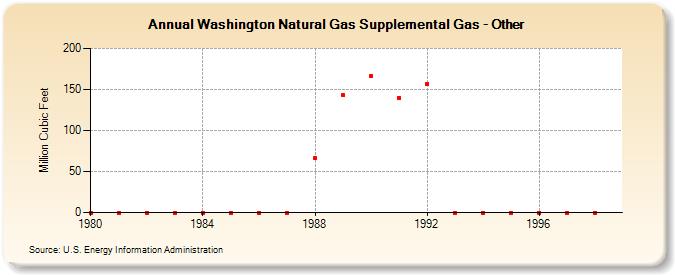 Annual Washington Natural Gas Supplemental Gas - Other
Million Cubic Feet
200
150
100
50
0
1980 1984 1988 1992 1996
Source: U.S. Energy Information Administration